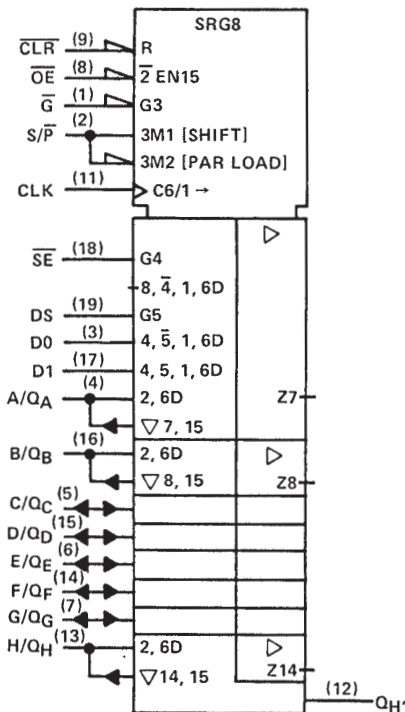 SRG8
C̅L̅R̅ (9) R
O̅E̅ (8) 2̅ EN15
G̅ (1) G3
S/P̅ (2) 3M1 [SHIFT]
3M2 [PAR LOAD]
CLK (11) C6/1 →
▷
S̅E̅ (18) G4
8, 4̅, 1, 6D
DS (19) G5
D0 (3) 4, 5̅, 1, 6D
D1 (17) 4, 5, 1, 6D
A/QA (4) 2, 6D Z7
▽ 7, 15
B/QB (16) 2, 6D ▷
▽ 8, 15 Z8
C/QC (5)
D/QD (15)
E/QE (6)
F/QF (14)
G/QG (7)
H/QH (13) 2, 6D ▷
▽ 14, 15 Z14
(12) QH'